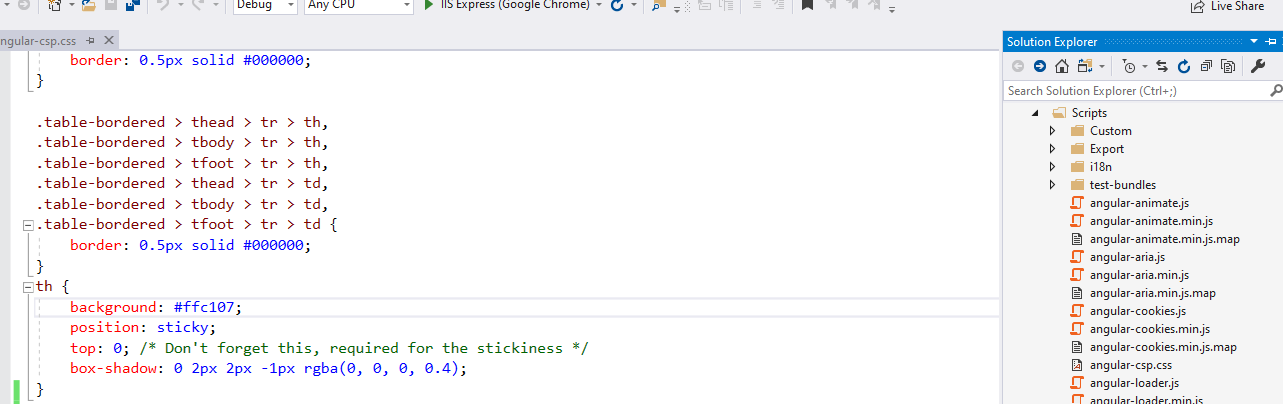 Debug
Any CPU
IIS Express (Google Chrome)
Live Share
ngular-csp.css
border: 0.5px solid #000000;
}
.table-bordered > thead > tr > th,
.table-bordered > tbody > tr > th,
.table-bordered > tfoot > tr > th,
.table-bordered > thead > tr > td,
.table-bordered > tbody > tr > td,
.table-bordered > tfoot > tr > td {
border: 0.5px solid #000000;
}
th {
background: #ffc107;
position: sticky;
top: 0; /* Don't forget this, required for the stickiness */
box-shadow: 0 2px 2px -1px rgba(0, 0, 0, 0.4);
}
Solution Explorer
Search Solution Explorer (Ctrl+;)
Scripts
Custom
Export
i18n
test-bundles
angular-animate.js
angular-animate.min.js
angular-animate.min.js.map
angular-aria.js
angular-aria.min.js
angular-aria.min.js.map
angular-cookies.js
angular-cookies.min.js
angular-cookies.min.js.map
angular-csp.css
angular-loader.js
angular-loader.min.js